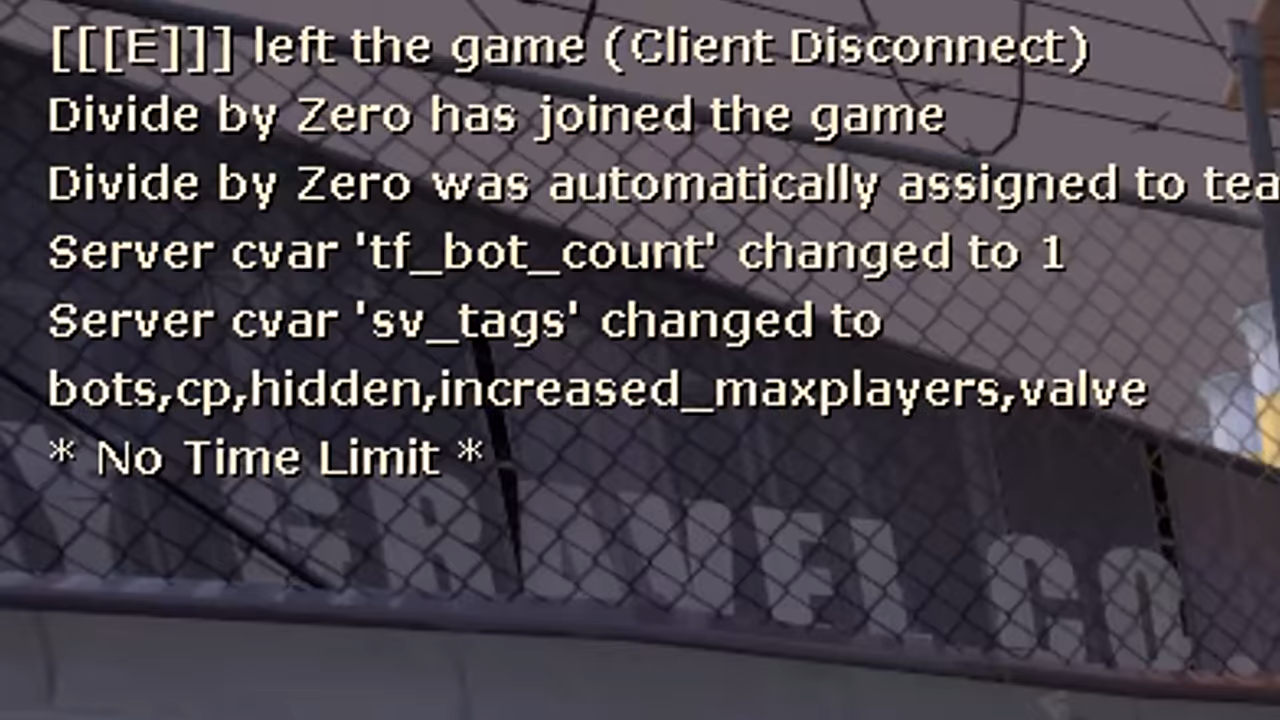 [[[E]]] left the game (Client Disconnect)
Divide by Zero has joined the game
Divide by Zero was automatically assigned to tea
Server cvar 'tf_bot_count' changed to 1
Server cvar 'sv_tags' changed to
bots,cp,hidden,increased_maxplayers,valve
* No Time Limit *
Y GRAVEL CO.